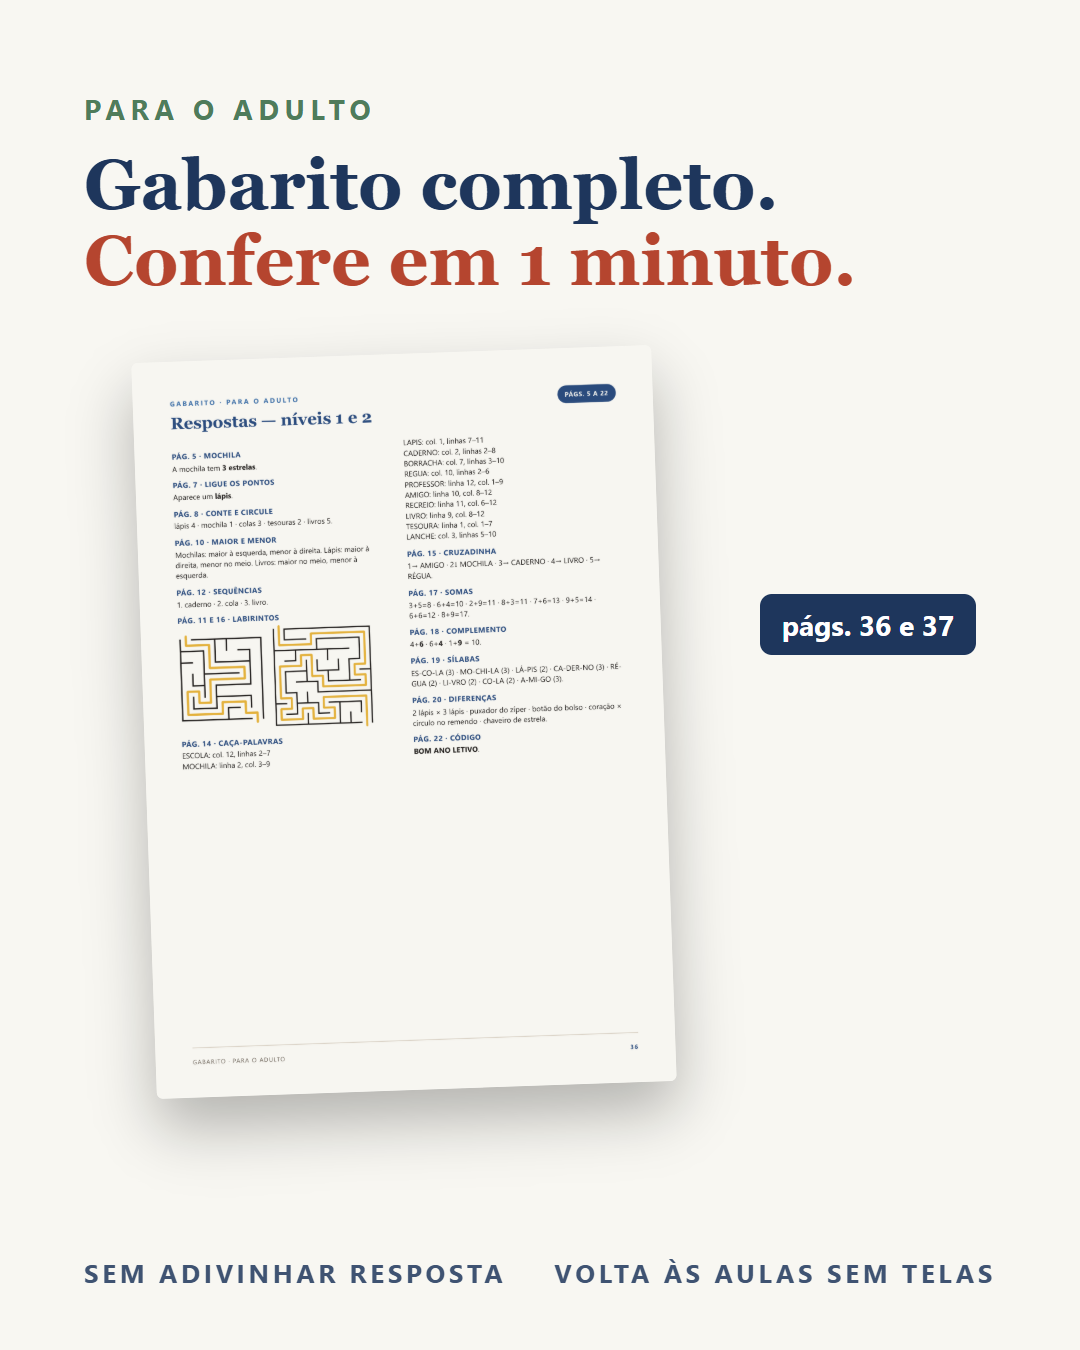 PARA O ADULTO
Gabarito completo.
Confere em 1 minuto.
GABARITO · PARA O ADULTO
Respostas — níveis 1 e 2
PÁGS. 5 A 22
PÁG. 5 · MOCHILA
A mochila tem 3 estrelas.
PÁG. 7 · LIGUE OS PONTOS
Aparece um lápis.
PÁG. 8 · CONTE E CIRCULE
lápis 4 · mochila 1 · colas 3 · tesouras 2 · livros 5.
PÁG. 10 · MAIOR E MENOR
Mochilas: maior à esquerda, menor à direita. Lápis: maior à
direita, menor no meio. Livros: maior no meio, menor à
esquerda.
PÁG. 12 · SEQUÊNCIAS
1. caderno · 2. cola · 3. livro.
PÁG. 11 E 16 · LABIRINTOS
PÁG. 14 · CAÇA-PALAVRAS
ESCOLA: col. 12, linhas 2–7
MOCHILA: linha 2, col. 3–9
LAPIS: col. 1, linhas 7–11
CADERNO: col. 2, linhas 2–8
BORRACHA: col. 7, linhas 3–10
REGUA: col. 10, linhas 2–6
PROFESSOR: linha 12, col. 1–9
AMIGO: linha 10, col. 8–12
RECREIO: linha 11, col. 6–12
LIVRO: linha 9, col. 8–12
TESOURA: linha 1, col. 1–7
LANCHE: col. 3, linhas 5–10
PÁG. 15 · CRUZADINHA
1→ AMIGO · 2↓ MOCHILA · 3→ CADERNO · 4→ LIVRO · 5→
RÉGUA.
PÁG. 17 · SOMAS
3+5=8 · 6+4=10 · 2+9=11 · 8+3=11 · 7+6=13 · 9+5=14 ·
6+6=12 · 8+9=17.
PÁG. 18 · COMPLEMENTO
4+6 · 6+4 · 1+9 = 10.
PÁG. 19 · SÍLABAS
ES-CO-LA (3) · MO-CHI-LA (3) · LÁ-PIS (2) · CA-DER-NO (3) · RÉ-
GUA (2) · LI-VRO (2) · CO-LA (2) · A-MI-GO (3).
PÁG. 20 · DIFERENÇAS
2 lápis × 3 lápis · puxador do zíper · botão do bolso · coração ×
círculo no remendo · chaveiro de estrela.
PÁG. 22 · CÓDIGO
BOM ANO LETIVO.
GABARITO · PARA O ADULTO
36
págs. 36 e 37
SEM ADIVINHAR RESPOSTA
VOLTA ÀS AULAS SEM TELAS